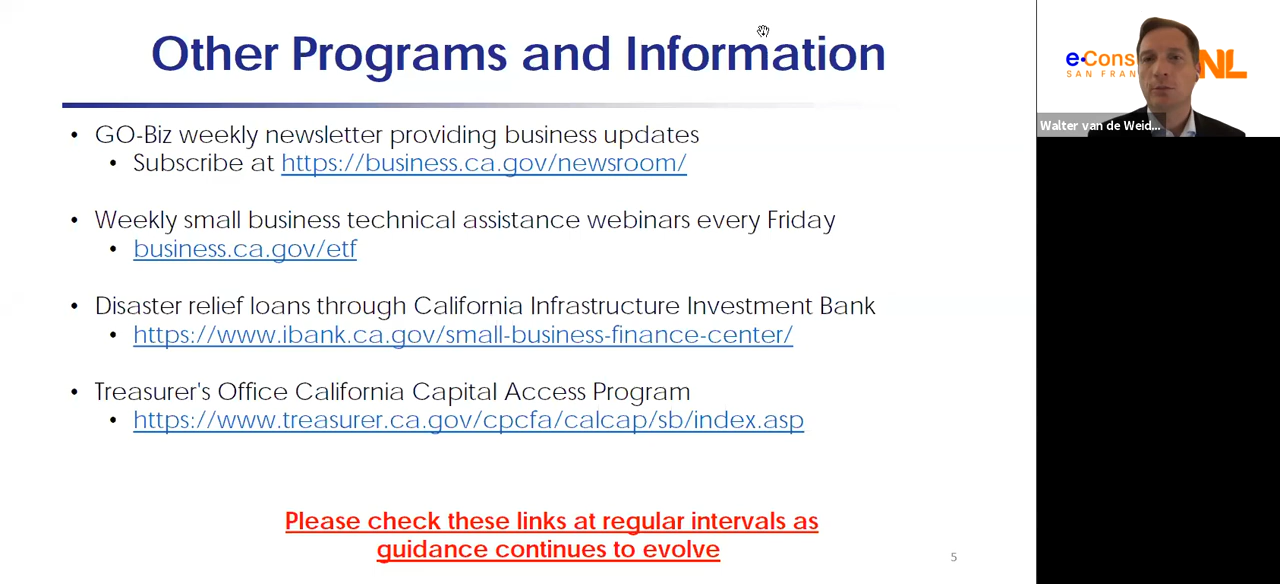 Other Programs and Information
• GO-Biz weekly newsletter providing business updates
• Subscribe at https://business.ca.gov/newsroom/
• Weekly small business technical assistance webinars every Friday
• business.ca.gov/etf
• Disaster relief loans through California Infrastructure Investment Bank
• https://www.ibank.ca.gov/small-business-finance-center/
• Treasurer's Office California Capital Access Program
• https://www.treasurer.ca.gov/cpcfa/calcap/sb/index.asp
Please check these links at regular intervals as
guidance continues to evolve
5
e·Cons NL
SAN FRAN
Walter van de Weid...